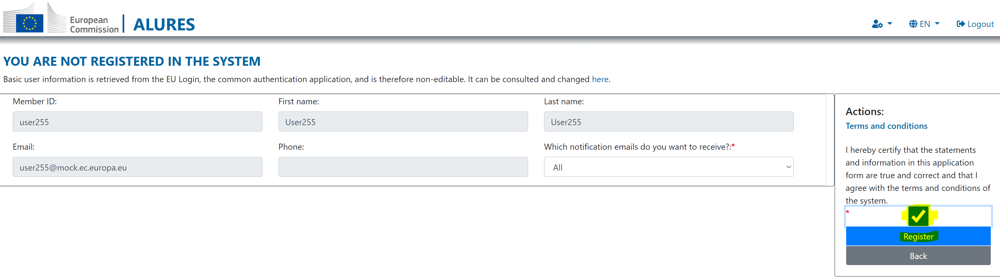 European
Commission
ALURES
EN
Logout
YOU ARE NOT REGISTERED IN THE SYSTEM
Basic user information is retrieved from the EU Login, the common authentication application, and is therefore non-editable. It can be consulted and changed here.
Member ID:
First name:
Last name:
user255
User255
User255
Email:
Phone:
Which notification emails do you want to receive?:*
user255@mock.ec.europa.eu
All
Actions:
Terms and conditions
I hereby certify that the statements
and information in this application
form are true and correct and that I
agree with the terms and conditions of
the system.
*
Register
Back